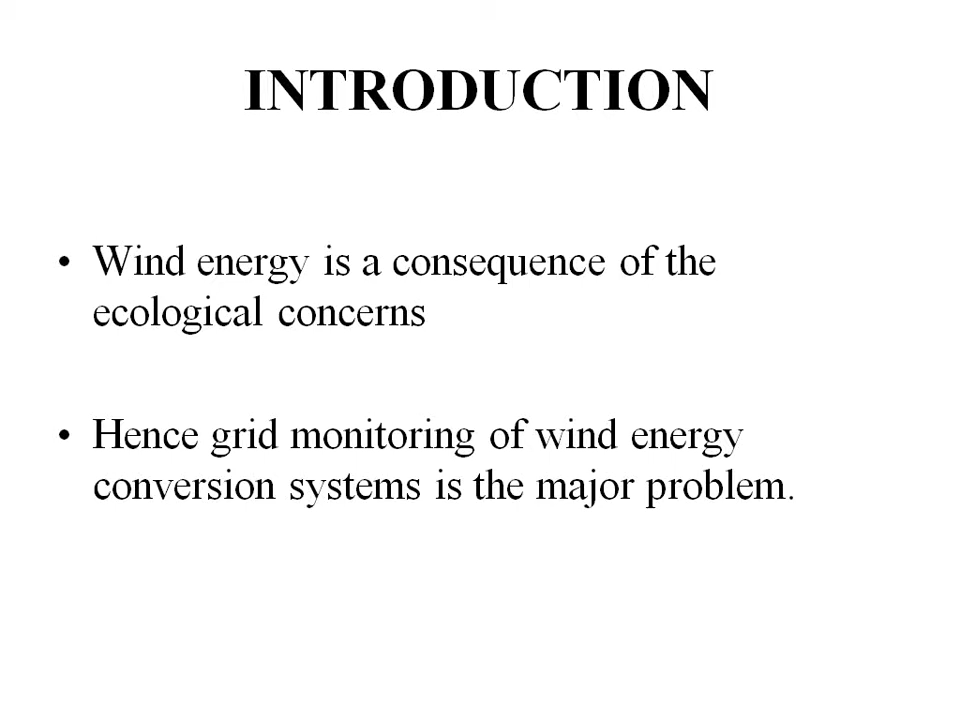 INTRODUCTION
• Wind energy is a consequence of the
ecological concerns
• Hence grid monitoring of wind energy
conversion systems is the major problem.